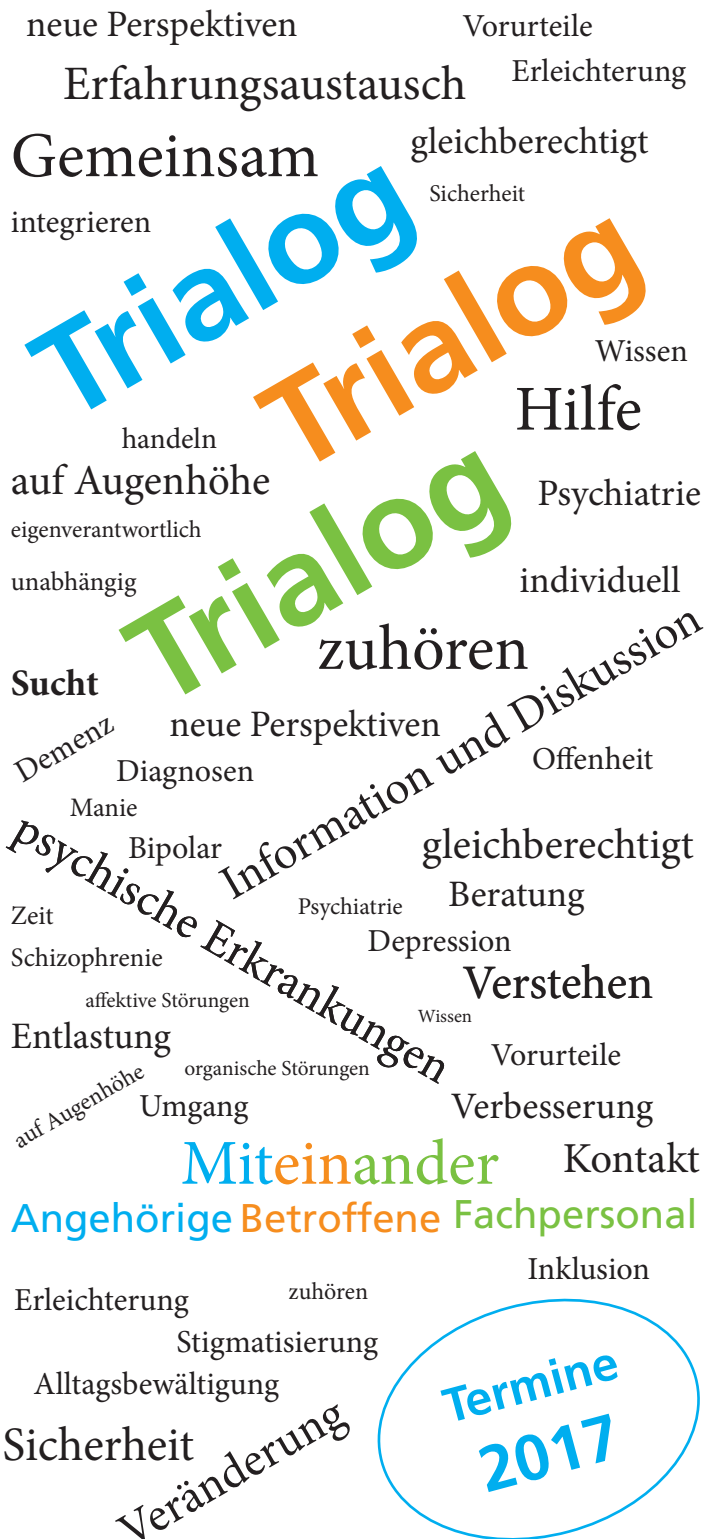 neue Perspektiven
Vorurteile
Erfahrungsaustausch
Erleichterung
Gemeinsam
gleichberechtigt
Sicherheit
integrieren
Trialog
Trialog
Wissen
Hilfe
handeln
auf Augenhöhe
Psychiatrie
eigenverantwortlich
Trialog
unabhängig
individuell
zuhören
Sucht
Information und Diskussion
neue Perspektiven
Demenz
Diagnosen
Offenheit
Manie
psychische Erkrankungen
Bipolar
gleichberechtigt
Beratung
Zeit
Psychiatrie
Depression
Schizophrenie
Verstehen
affektive Störungen
Wissen
Entlastung
organische Störungen
Vorurteile
auf Augenhöhe
Umgang
Verbesserung
Miteinander
Kontakt
Angehörige Betroffene Fachpersonal
Inklusion
Erleichterung
zuhören
Stigmatisierung
Alltagsbewältigung
Termine
2017
Sicherheit
Veränderung